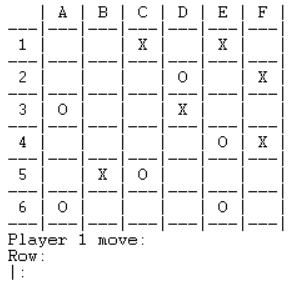 | A | B | C | D | E | F |
---|---|---|---|---|---|---|
1 | | | X | | X | |
---|---|---|---|---|---|---|
2 | | | | O | | X |
---|---|---|---|---|---|---|
3 | O | | | X | | |
---|---|---|---|---|---|---|
4 | | | | | O | X |
---|---|---|---|---|---|---|
5 | | X | O | | | |
---|---|---|---|---|---|---|
6 | O | | | | O | |
---|---|---|---|---|---|---|
Player 1 move:
Row:
|: